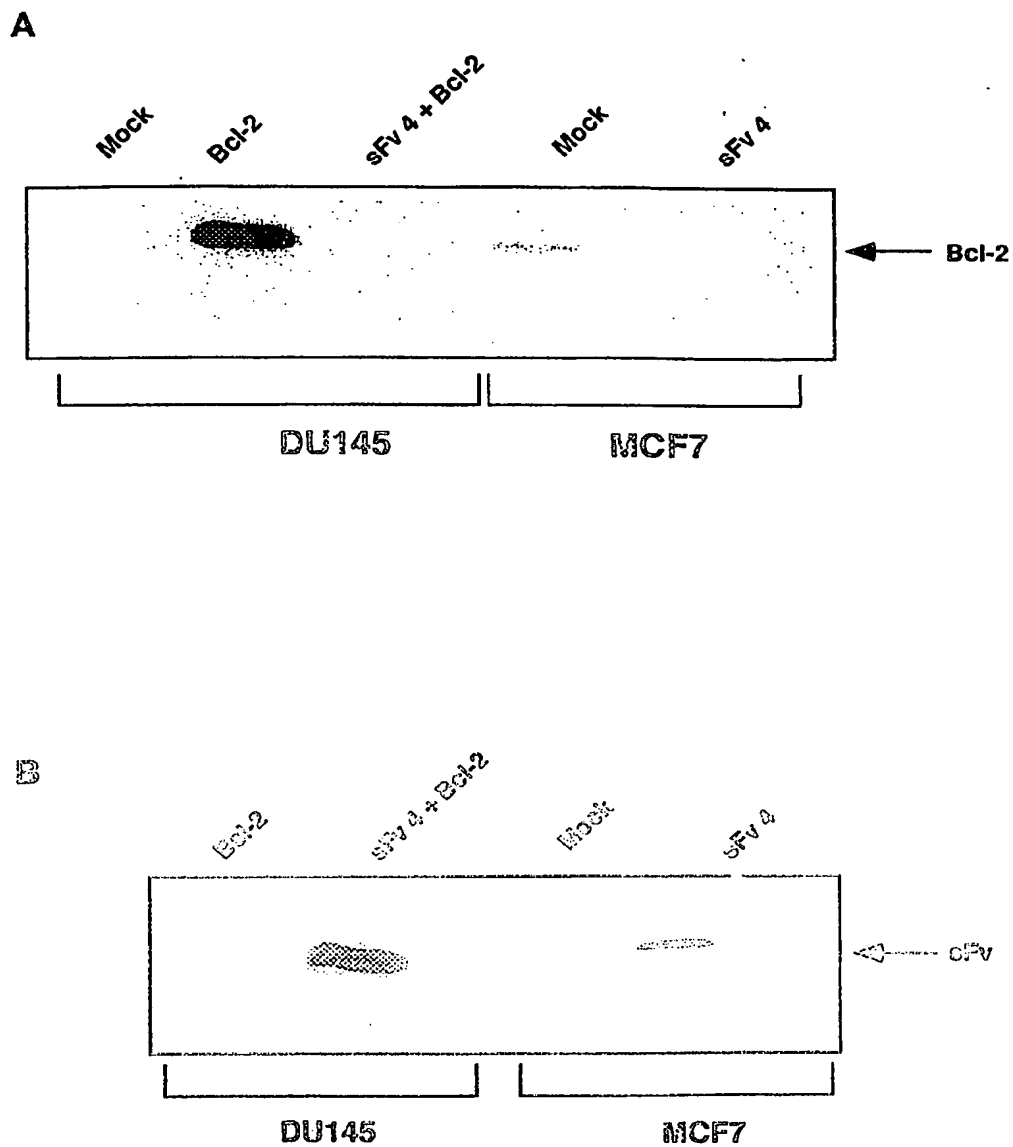 A
Mock Bcl-2 sFv 4 + Bcl-2 Mock sFv 4
Bcl-2
DU145 MCF7
B
Bcl-2 sFv 4 + Bcl-2 Mock sFv 4
sFv
DU145 MCF7